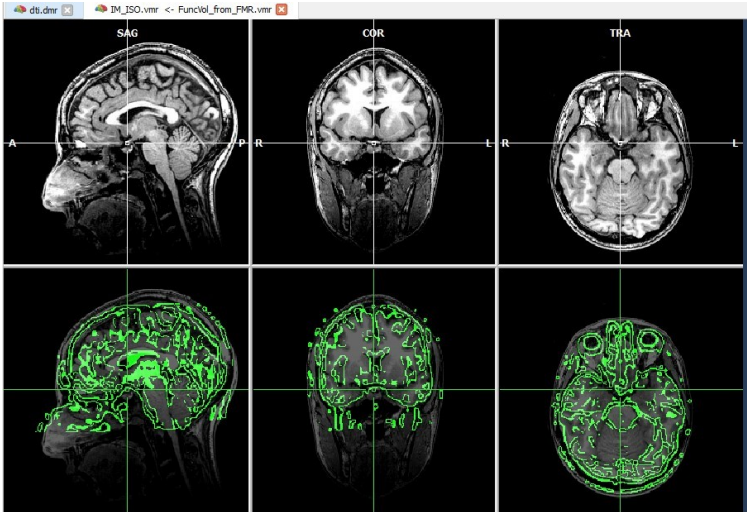 dti.dmr IM_ISO.vmr <- FuncVol_from_FMR.vmr
SAG COR TRA
A P R L R L